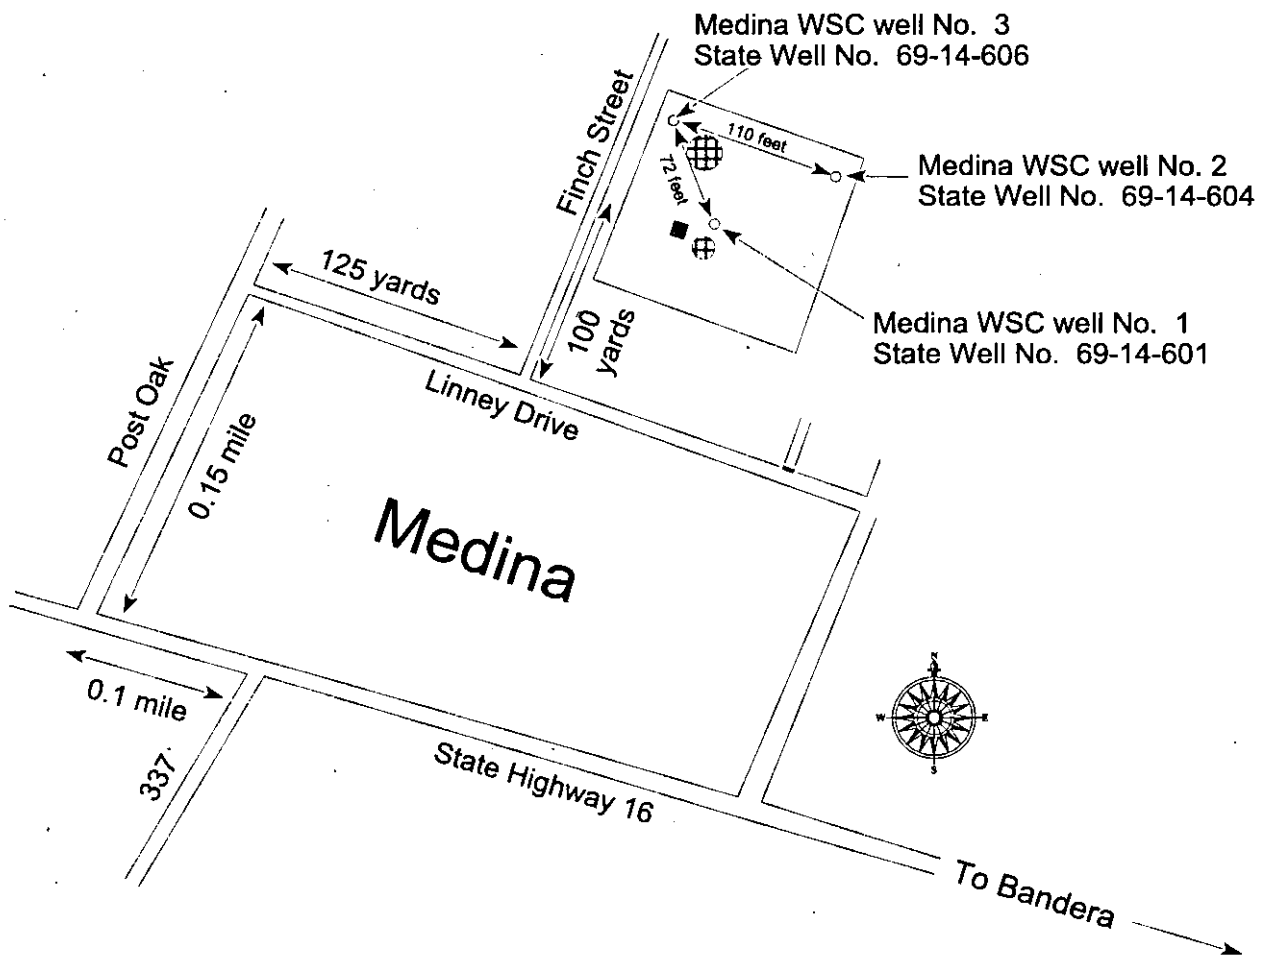 Medina WSC well No. 3
State Well No. 69-14-606
Finch Street
110 feet
72 feet
Medina WSC well No. 2
State Well No. 69-14-604
125 yards
100
yards
Medina WSC well No. 1
State Well No. 69-14-601
Post Oak
Linney Drive
0.15 mile
Medina
N
W
E
S
0.1 mile
337
State Highway 16
To Bandera